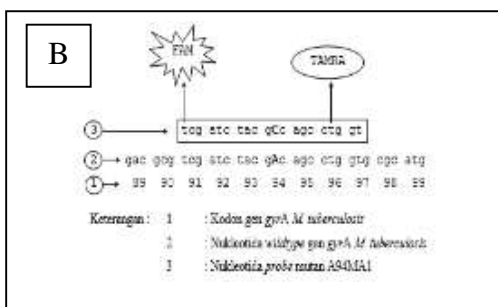 B
FAM
TAMRA
3 tcg atc tac gCc agc ctg gt
2 gac gcg tcg atc tac gAc agc ctg gtg cgc atg
1 89 90 91 92 93 94 95 96 97 98 99
Keterangan : 1 : Kodon gen gyrA M tuberculosis
2 : Nukleotida wildtype gen gyrA M tuberculosis
3 : Nukleotida probe mutan A94MA1